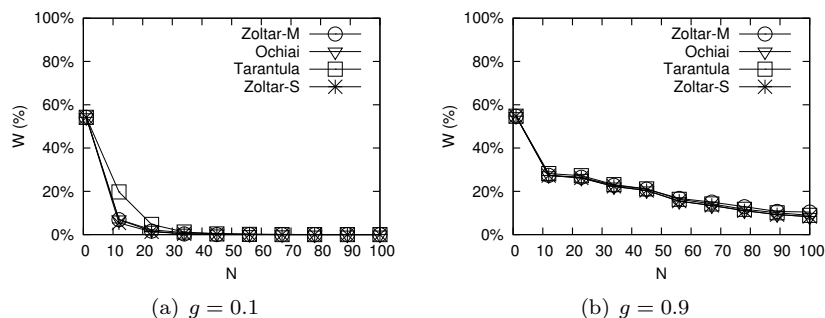 100%
80%
60%
40%
20%
0%
W (%)
0 10 20 30 40 50 60 70 80 90 100
N
Zoltar-M
Ochiai
Tarantula
Zoltar-S
(a) g = 0.1
100%
80%
60%
40%
20%
0%
W (%)
0 10 20 30 40 50 60 70 80 90 100
N
Zoltar-M
Ochiai
Tarantula
Zoltar-S
(b) g = 0.9